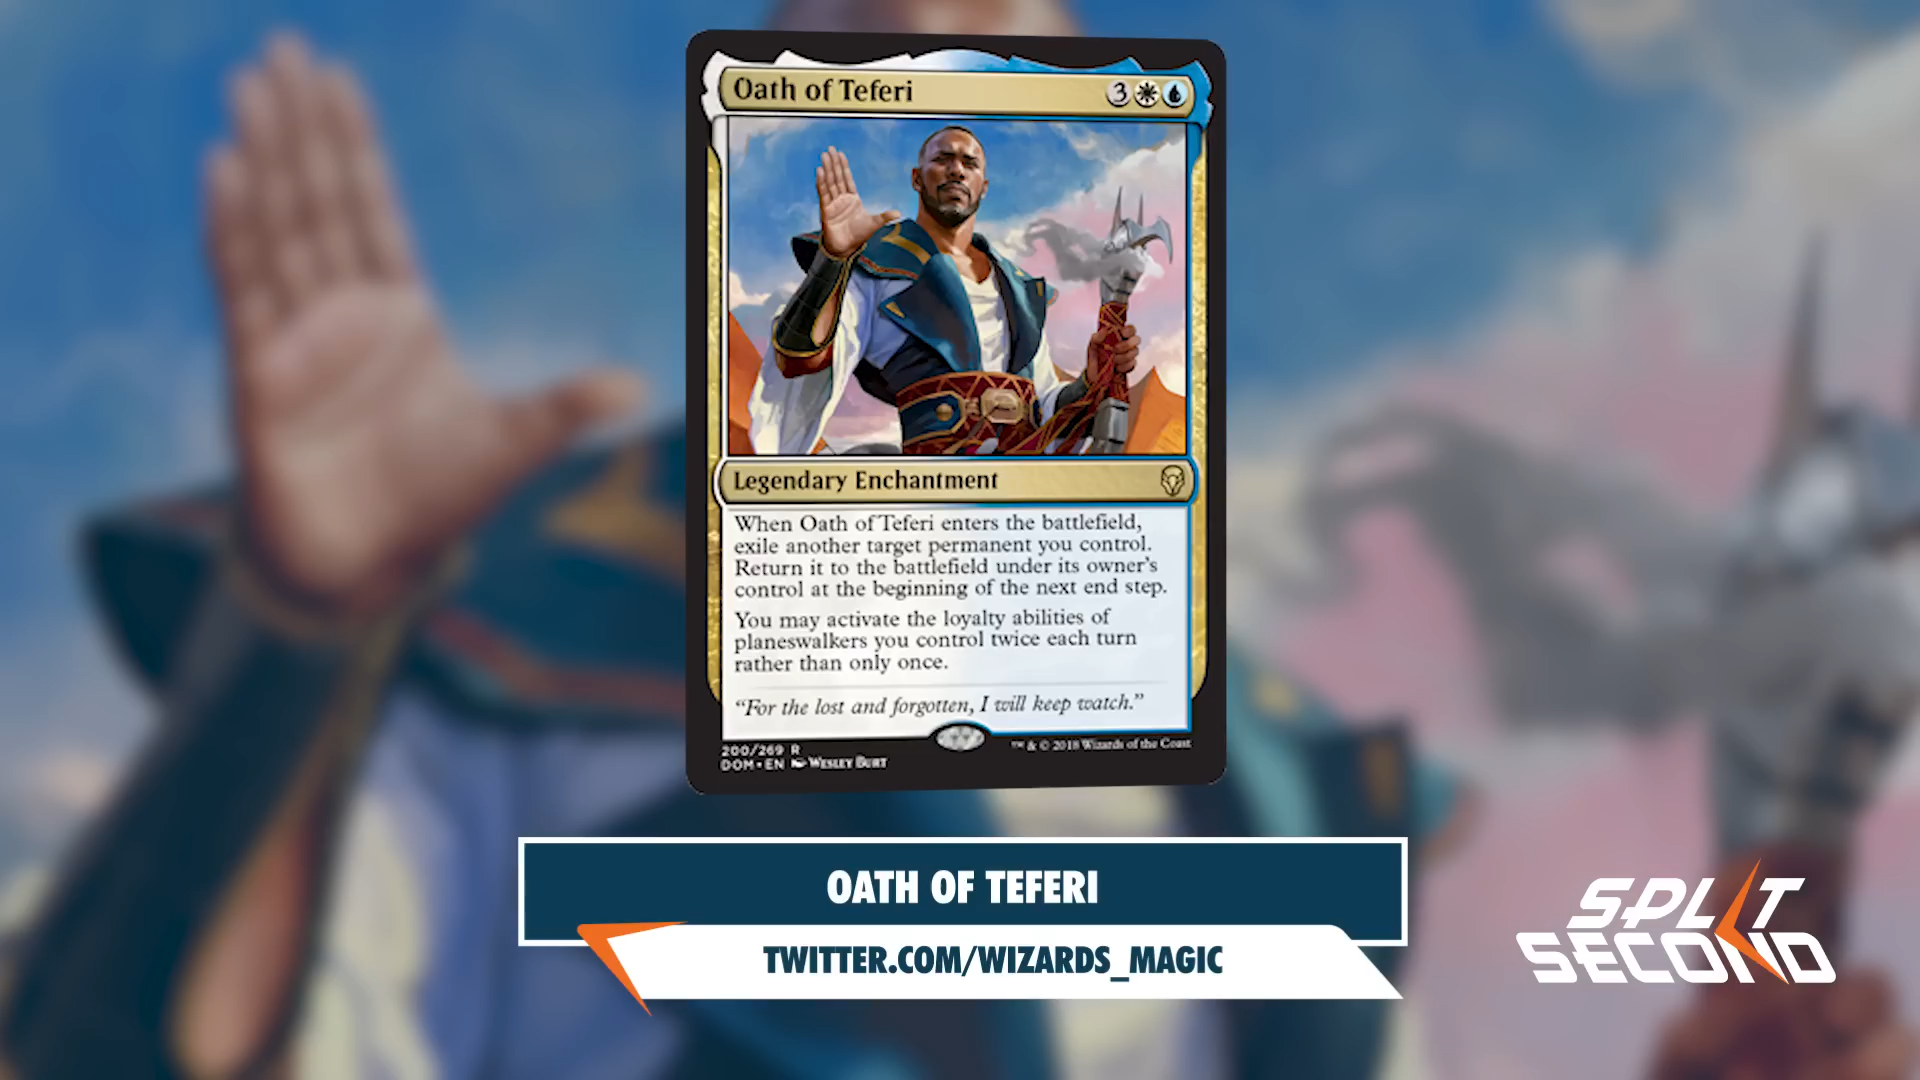 Oath of Teferi 3
Legendary Enchantment
When Oath of Teferi enters the battlefield,
exile another target permanent you control.
Return it to the battlefield under its owner's
control at the beginning of the next end step.
You may activate the loyalty abilities of
planeswalkers you control twice each turn
rather than only once.
"For the lost and forgotten, I will keep watch."
200/269 R
DOM • EN Wesley Burt
™ & © 2018 Wizards of the Coast
OATH OF TEFERI
TWITTER.COM/WIZARDS_MAGIC
SPLIT
SECOND